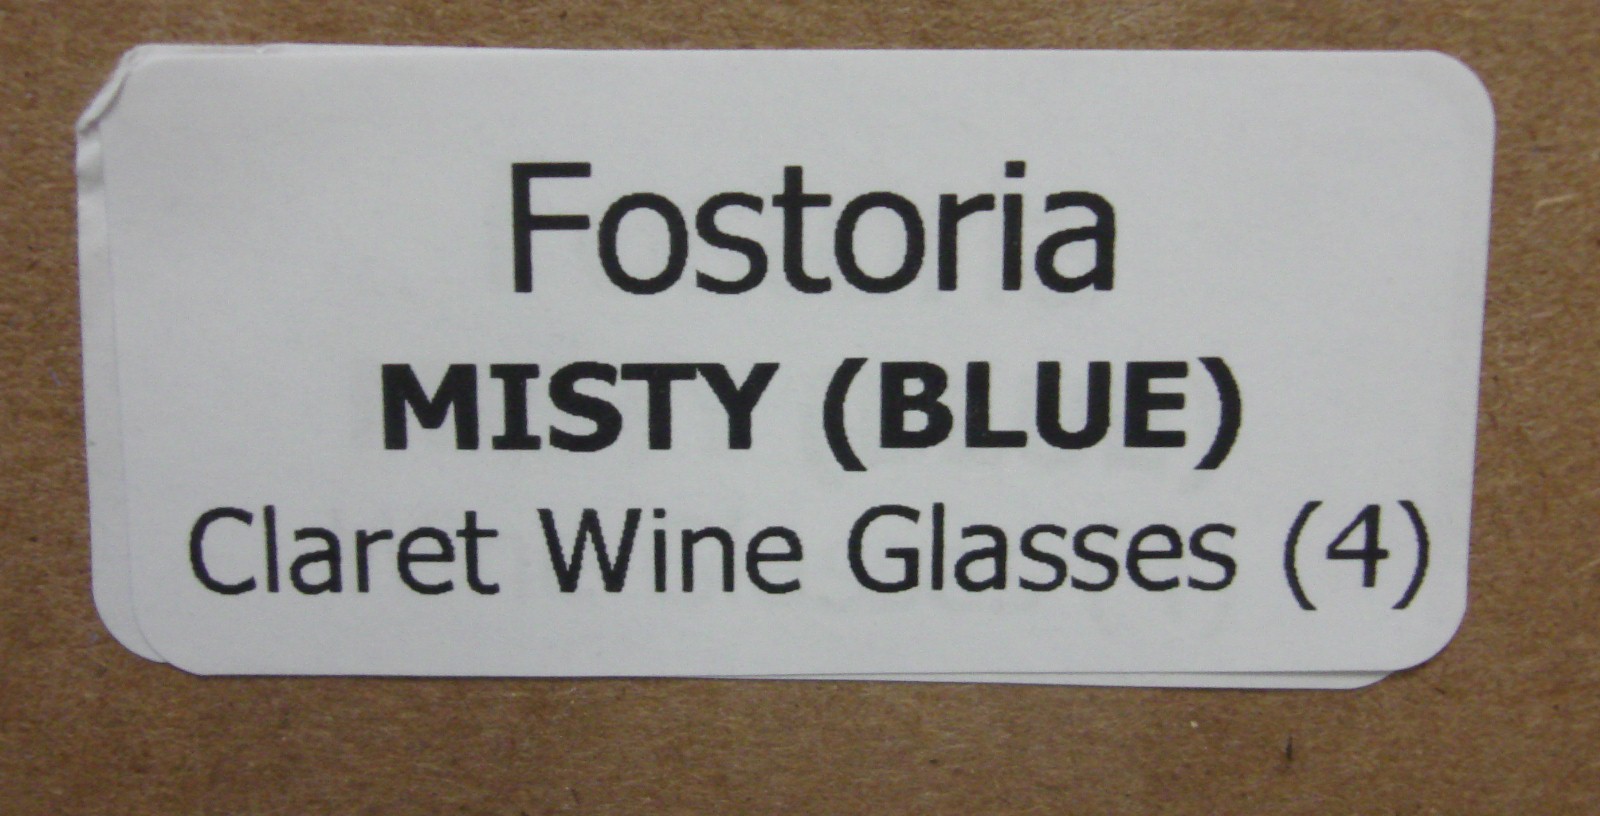 Fostoria
MISTY (BLUE)
Claret Wine Glasses (4)